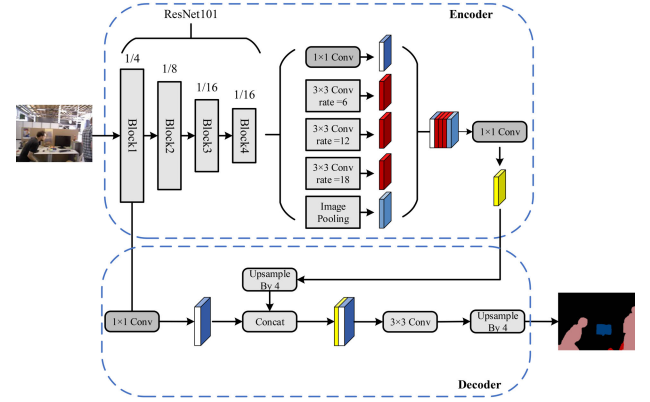 ResNet101
Encoder
1/4
1/8
1/16
1/16
Block1
Block2
Block3
Block4
1×1 Conv
3×3 Conv
rate =6
3×3 Conv
rate =12
3×3 Conv
rate =18
Image
Pooling
1×1 Conv
Upsample
By 4
1×1 Conv
Concat
3×3 Conv
Upsample
By 4
Decoder